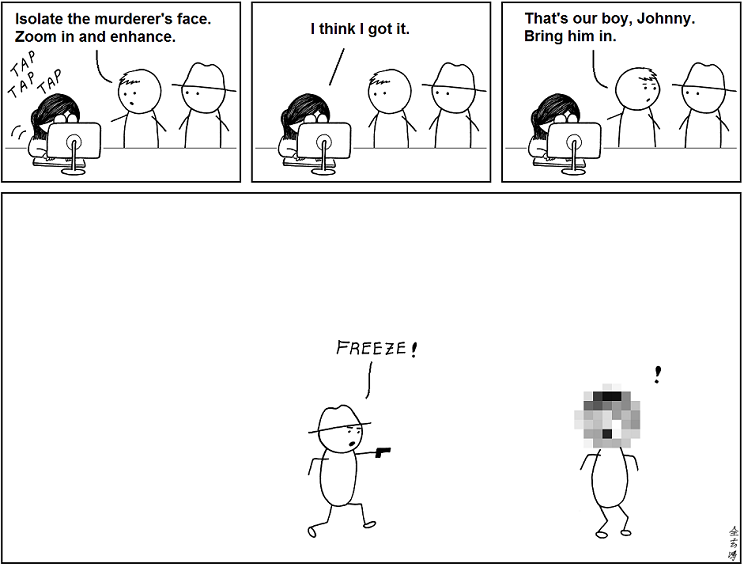 Isolate the murderer's face.
Zoom in and enhance.
TAP
TAP TAP
I think I got it.
That's our boy, Johnny.
Bring him in.
FREEZE!
!